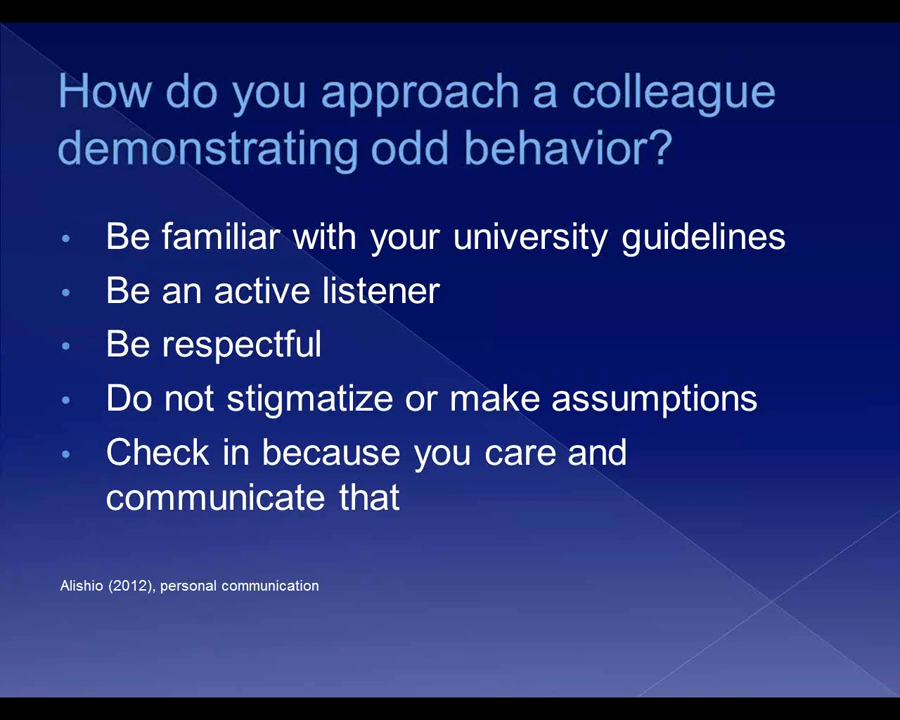 How do you approach a colleague
demonstrating odd behavior?
• Be familiar with your university guidelines
• Be an active listener
• Be respectful
• Do not stigmatize or make assumptions
• Check in because you care and
communicate that
Alishio (2012), personal communication